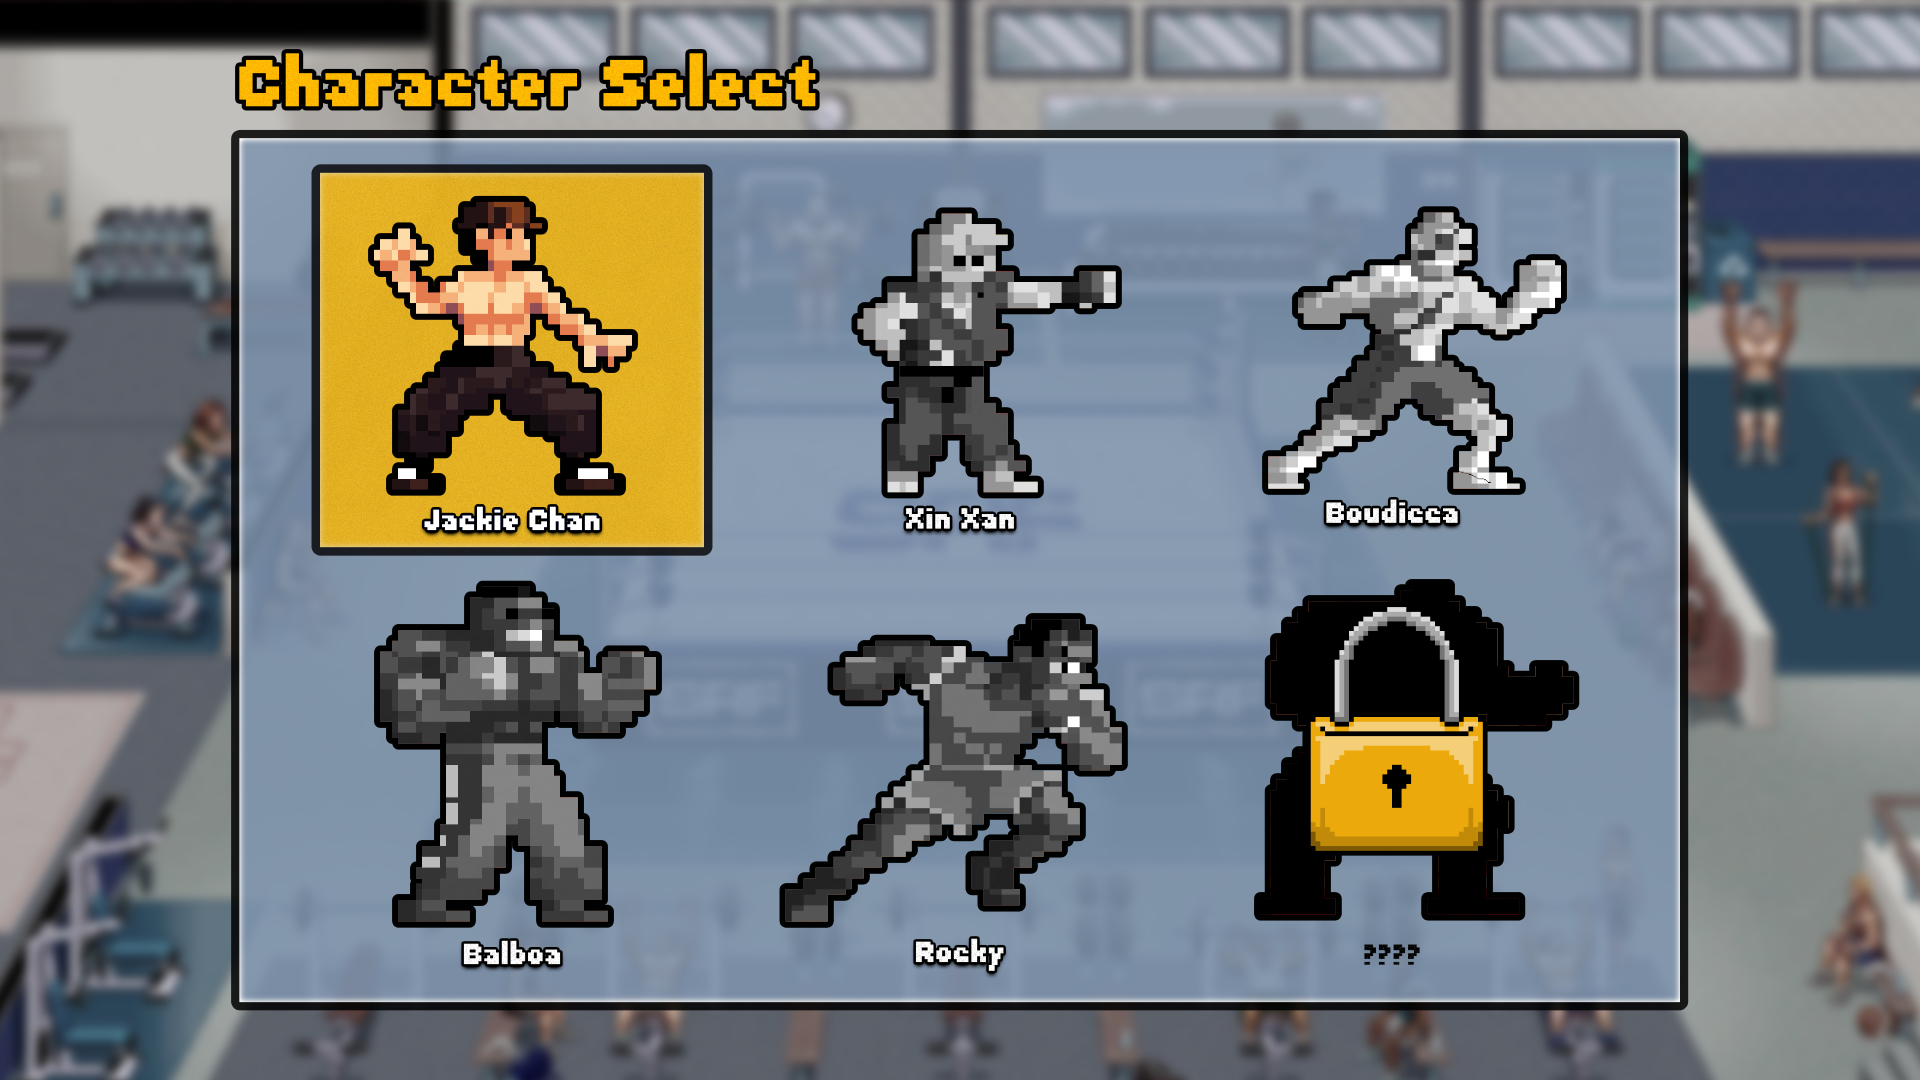 Character Select
Jackie Chan
Xin Xan
Boudicca
Balboa
Rocky
????